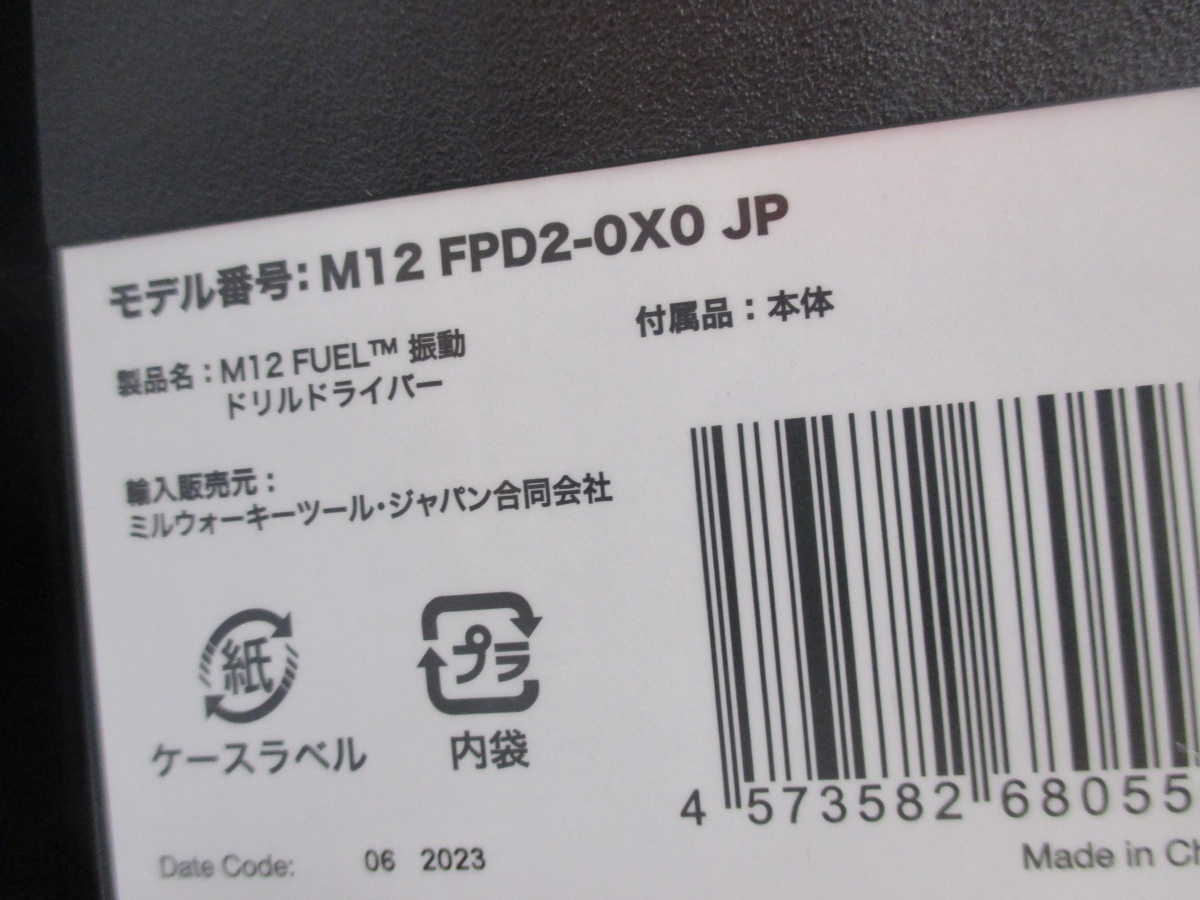 モデル番号：M12 FPD2-0X0 JP
製品名：M12 FUEL™ 振動
ドリルドライバー
付属品：本体
輸入販売元：
ミルウォーキーツール・ジャパン合同会社
紙
プラ
ケースラベル
内袋
4 573582 68055
Date Code: 06 2023
Made in Ch